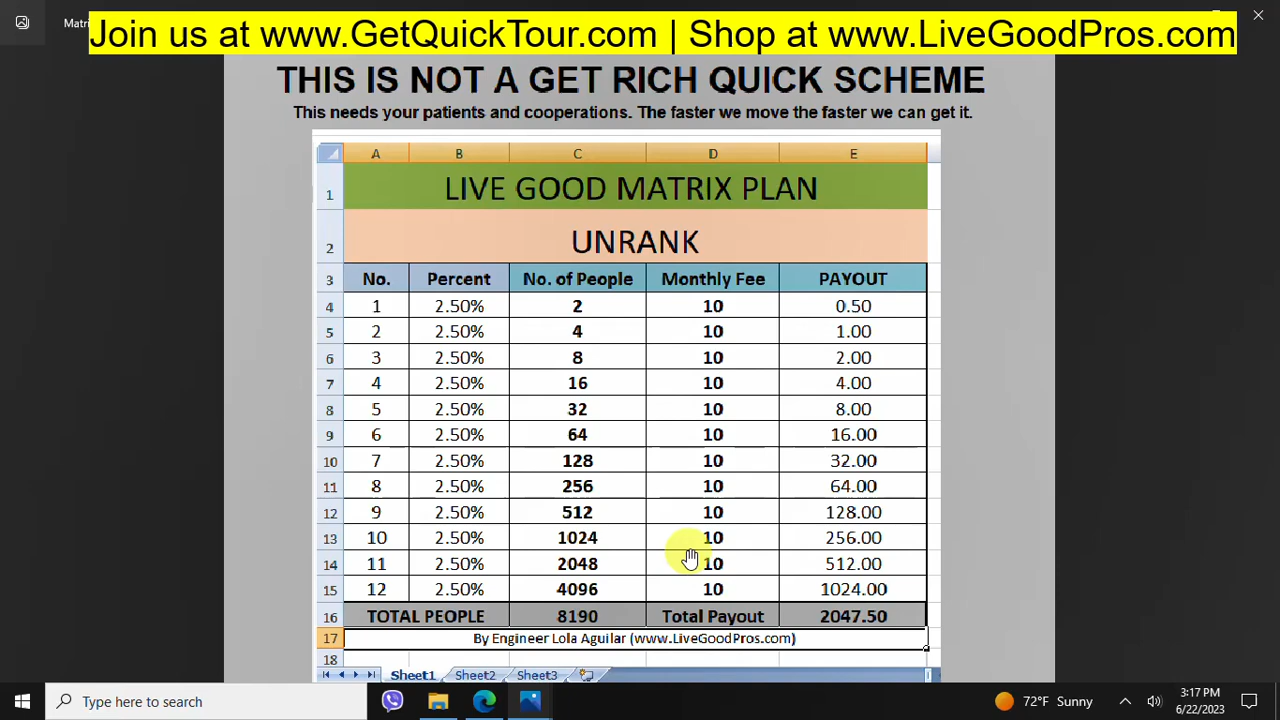 Matri
Join us at www.GetQuickTour.com | Shop at www.LiveGoodPros.com
THIS IS NOT A GET RICH QUICK SCHEME
This needs your patients and cooperations. The faster we move the faster we can get it.
A B C D E
1 LIVE GOOD MATRIX PLAN
2 UNRANK
3 No. Percent No. of People Monthly Fee PAYOUT
4 1 2.50% 2 10 0.50
5 2 2.50% 4 10 1.00
6 3 2.50% 8 10 2.00
7 4 2.50% 16 10 4.00
8 5 2.50% 32 10 8.00
9 6 2.50% 64 10 16.00
10 7 2.50% 128 10 32.00
11 8 2.50% 256 10 64.00
12 9 2.50% 512 10 128.00
13 10 2.50% 1024 10 256.00
14 11 2.50% 2048 10 512.00
15 12 2.50% 4096 10 1024.00
16 TOTAL PEOPLE 8190 Total Payout 2047.50
17 By Engineer Lola Aguilar (www.LiveGoodPros.com)
18
Sheet1 Sheet2 Sheet3
Type here to search 72°F Sunny 3:17 PM
6/22/2023